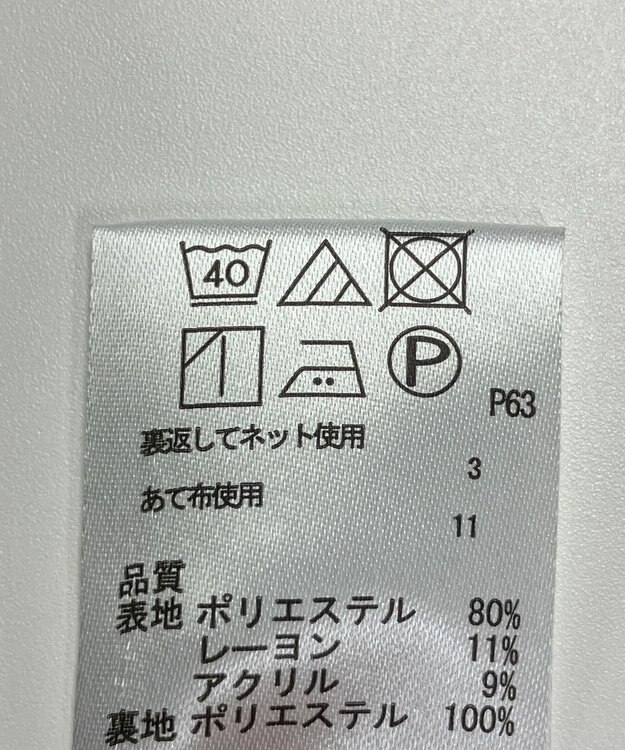 40
P
P63
裏返してネット使用
3
あて布使用
11
品質
表地 ポリエステル 80%
レーヨン 11%
アクリル 9%
裏地 ポリエステル 100%